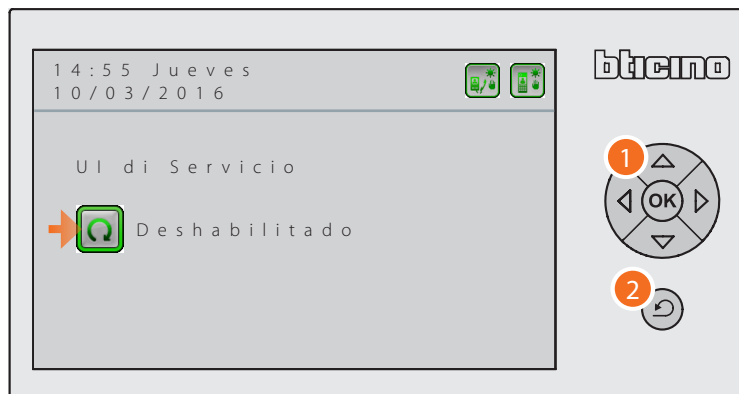 14:55 Jueves
10/03/2016
bticino
UI di Servicio
Deshabilitado
1
OK
2